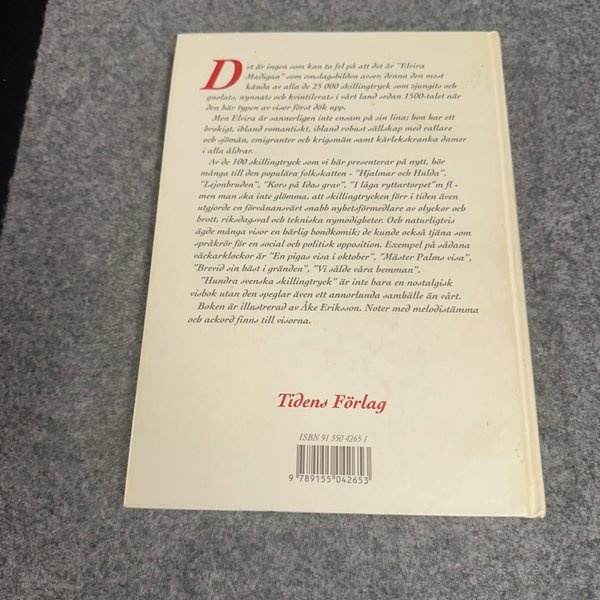 Det är ingen som kan ta fel på att det är "Elvira
Madigan" som omslagsbilden avser, denna den mest
kända av alla de 25 000 skillingtryck som sjungits och
gnolats, nynnats och kvintilerats i vårt land sedan 1500-talet när
den här typen av visor först dök upp.
Men Elvira är sannerligen inte ensam på sin lina; hon har ett
brokigt, ibland romantiskt, ibland robust sällskap med rallare
och sjömän, emigranter och krigsmän samt kärlekskranka damer
i alla åldrar.
Av de 100 skillingtryck som vi här presenterar på nytt, hör
många till den populära folkskatten - "Hjalmar och Hulda",
"Lejonbruden", "Kors på Idas grav", "I låga ryttartorpet" m fl -
men man ska inte glömma, att skillingtrycken förr i tiden även
utgjorde en förvånansvärt snabb nyhetsförmedlare av olyckor och
brott, riksdagsval och tekniska nymodigheter. Och naturligtvis
ägde många visor en härlig bondkomik; de kunde också tjäna som
språkrör för en social och politisk opposition. Exempel på sådana
väckarklockor är "En pigas visa i oktober", "Mäster Palms visa",
"Brevid sin häst i gränden", "Vi sålde våra hemman".
"Hundra svenska skillingtryck" är inte bara en nostalgisk
visbok utan den speglar även ett annorlunda samhälle än vårt.
Boken är illustrerad av Åke Eriksson. Noter med melodistämma
och ackord finns till visorna.
Tidens Förlag
ISBN 91 550 4265 1
9 789155 042653